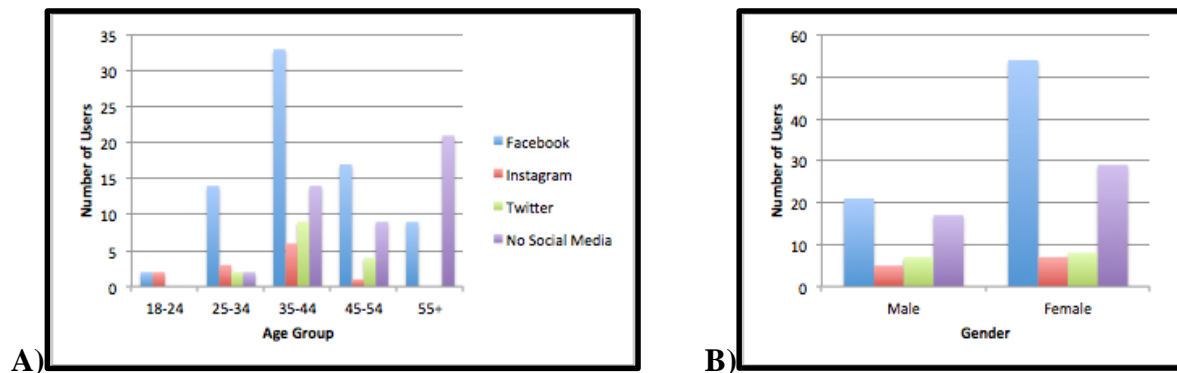 35
30
25
20
15
10
5
0
Number of Users
18-24 25-34 35-44 45-54 55+
Age Group
Facebook
Instagram
Twitter
No Social Media
A)
60
50
40
30
20
10
0
Number of Users
Male Female
Gender
B)